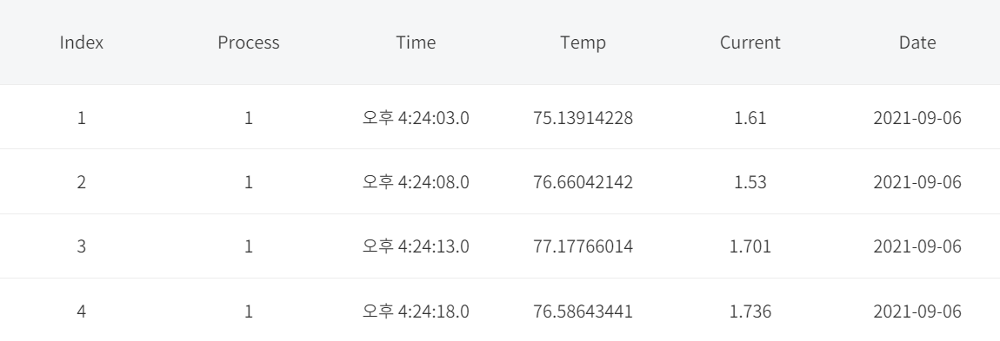 Index Process Time Temp Current Date
1 1 오후 4:24:03.0 75.13914228 1.61 2021-09-06
2 1 오후 4:24:08.0 76.66042142 1.53 2021-09-06
3 1 오후 4:24:13.0 77.17766014 1.701 2021-09-06
4 1 오후 4:24:18.0 76.58643441 1.736 2021-09-06